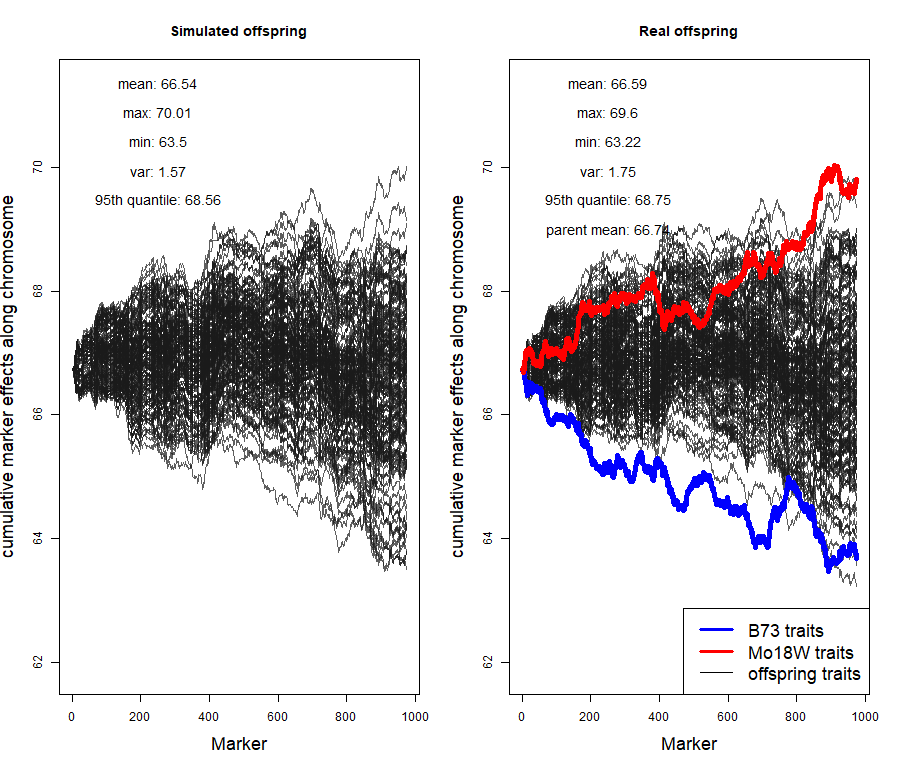 Simulated offspring
mean: 66.54
max: 70.01
min: 63.5
var: 1.57
95th quantile: 68.56
cumulative marker effects along chromosome
70
68
66
64
62
0 200 400 600 800 1000
Marker
Real offspring
mean: 66.59
max: 69.6
min: 63.22
var: 1.75
95th quantile: 68.75
parent mean: 66.74
cumulative marker effects along chromosome
70
68
66
64
62
B73 traits
Mo18W traits
offspring traits
0 200 400 600 800 1000
Marker